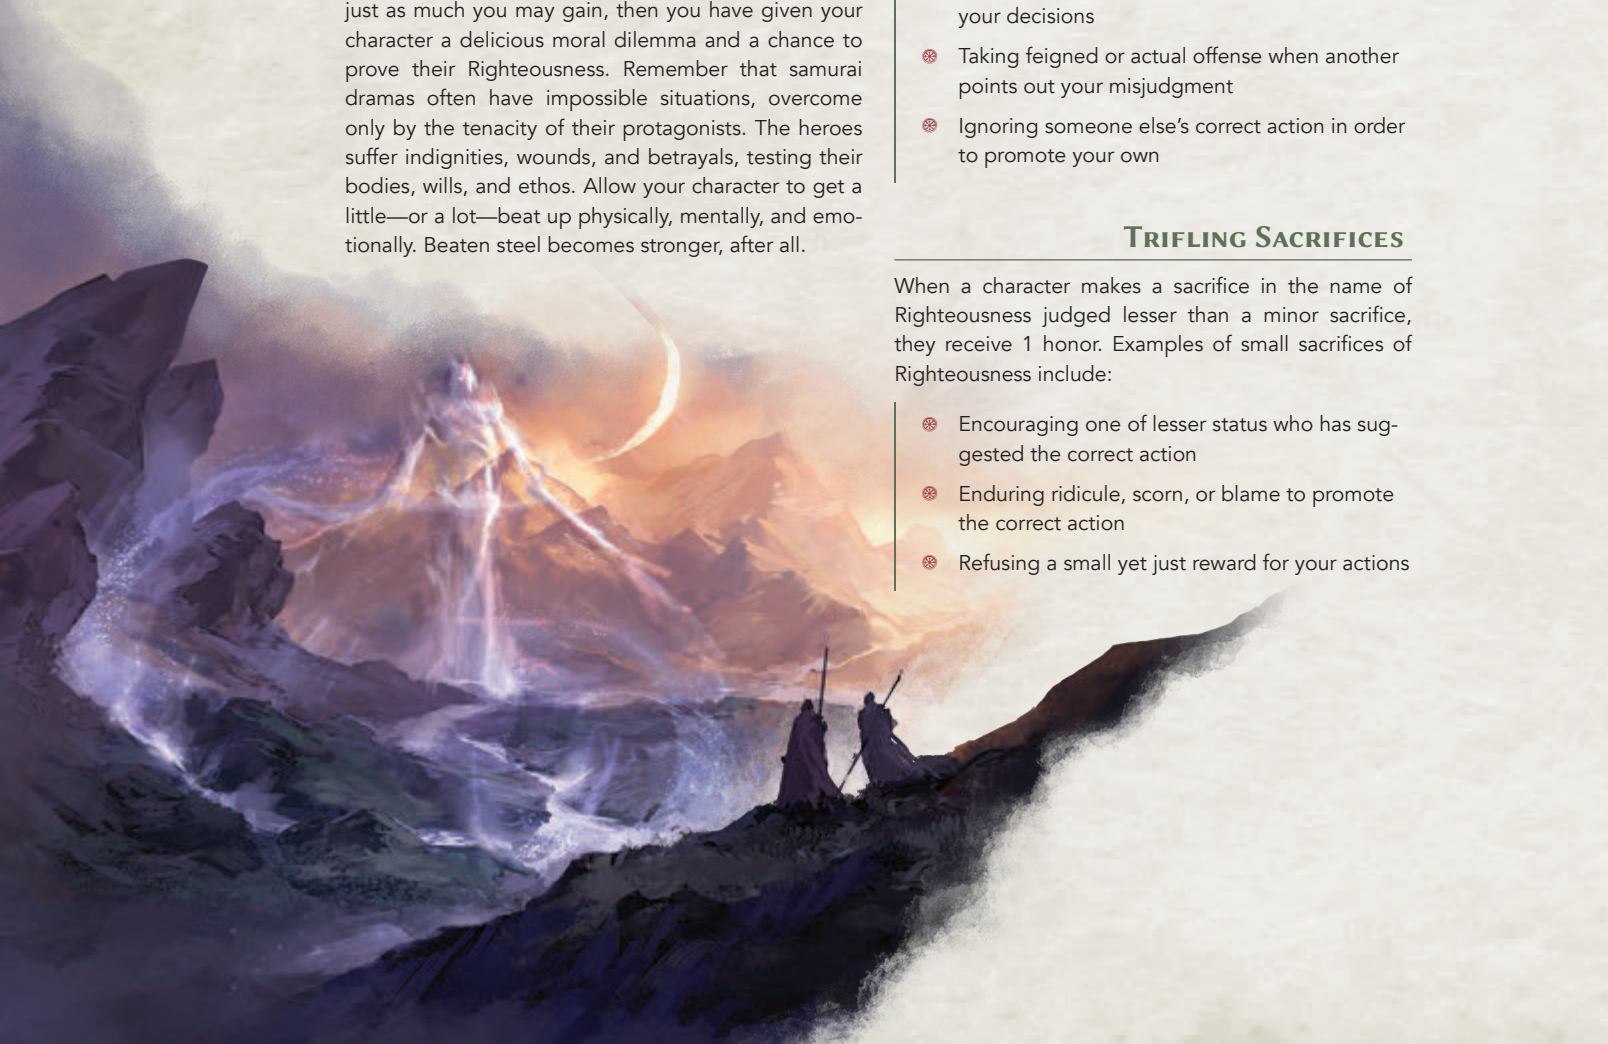 just as much you may gain, then you have given your
character a delicious moral dilemma and a chance to
prove their Righteousness. Remember that samurai
dramas often have impossible situations, overcome
only by the tenacity of their protagonists. The heroes
suffer indignities, wounds, and betrayals, testing their
bodies, wills, and ethos. Allow your character to get a
little—or a lot—beat up physically, mentally, and emo-
tionally. Beaten steel becomes stronger, after all.
your decisions
Taking feigned or actual offense when another
points out your misjudgment
Ignoring someone else's correct action in order
to promote your own
Trifling Sacrifices
When a character makes a sacrifice in the name of
Righteousness judged lesser than a minor sacrifice,
they receive 1 honor. Examples of small sacrifices of
Righteousness include:
Encouraging one of lesser status who has sug-
gested the correct action
Enduring ridicule, scorn, or blame to promote
the correct action
Refusing a small yet just reward for your actions